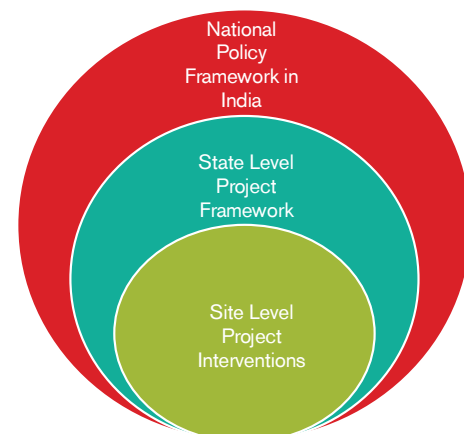 National
Policy
Framework in
India
State Level
Project
Framework
Site Level
Project
Interventions